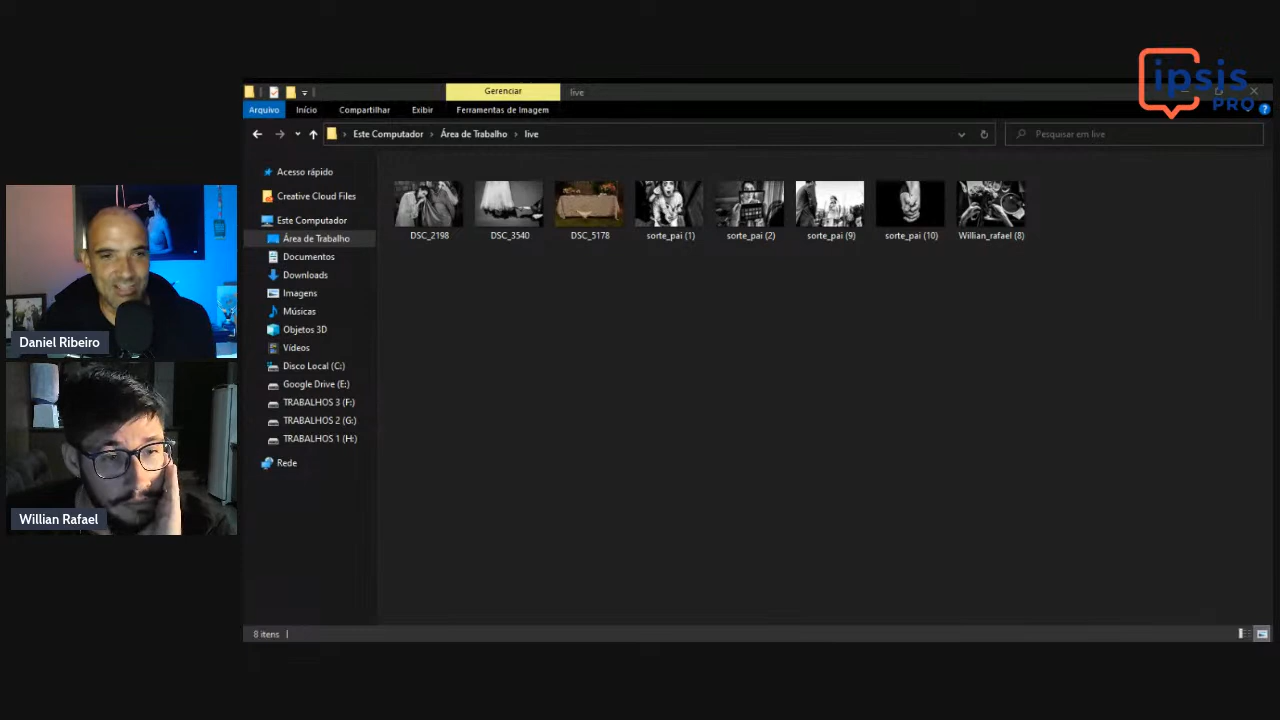 ipsis
PRO
Gerenciar
live
Arquivo
Início
Compartilhar
Exibir
Ferramentas de Imagem
Este Computador
Área de Trabalho
live
Pesquisar em live
Acesso rápido
Creative Cloud Files
Este Computador
Área de Trabalho
Documentos
Downloads
Imagens
Músicas
Objetos 3D
Vídeos
Disco Local (C:)
Google Drive (E:)
TRABALHOS 3 (F:)
TRABALHOS 2 (G:)
TRABALHOS 1 (H:)
Rede
DSC_2198
DSC_3540
DSC_5178
sorte_pai (1)
sorte_pai (2)
sorte_pai (9)
sorte_pai (10)
Willian_rafael (8)
Daniel Ribeiro
Willian Rafael
8 itens